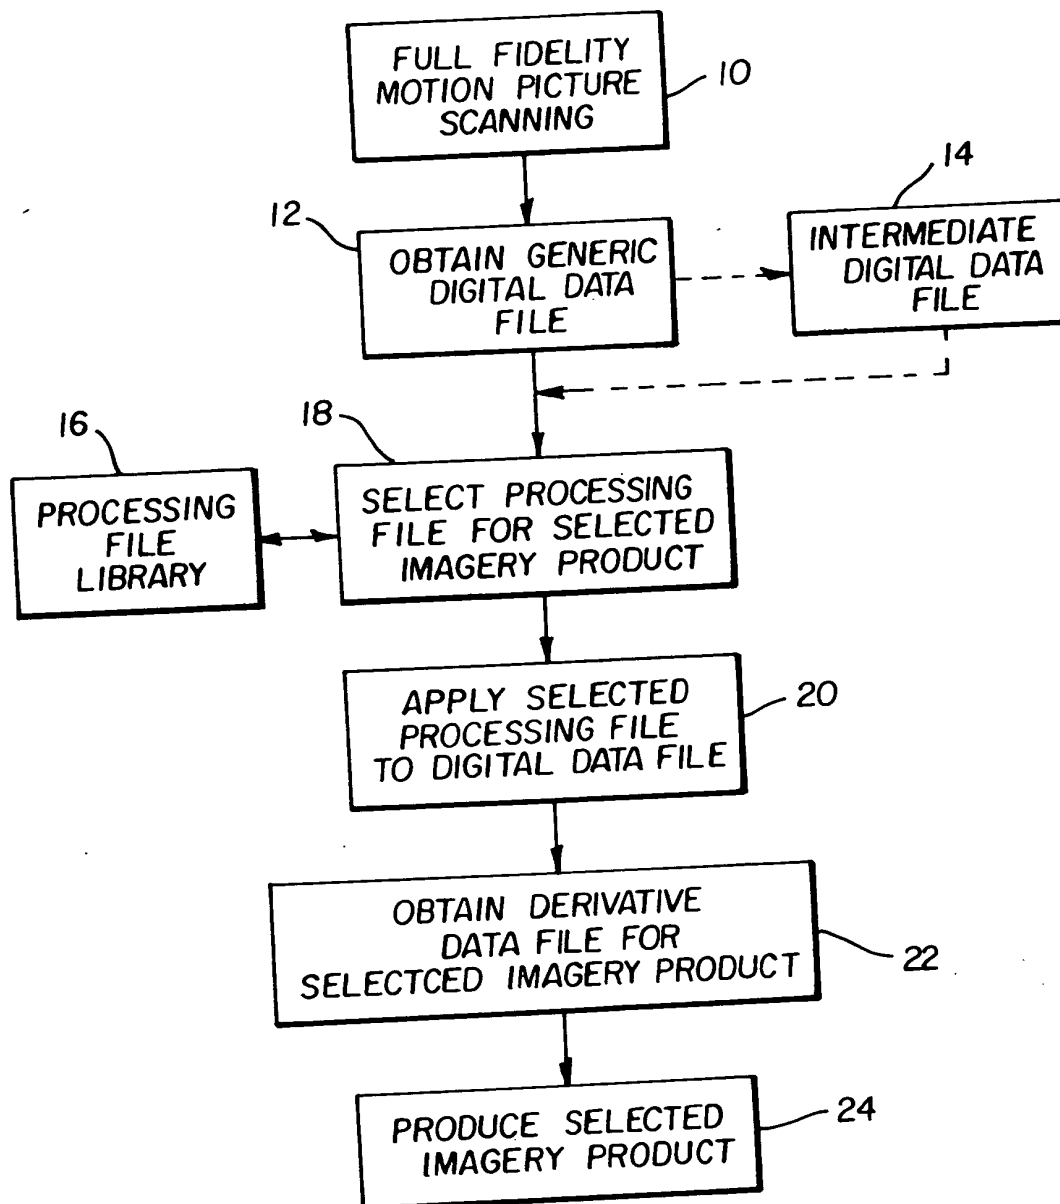 FULL FIDELITY
MOTION PICTURE
SCANNING
10
12
OBTAIN GENERIC
DIGITAL DATA
FILE
14
INTERMEDIATE
DIGITAL DATA
FILE
16
PROCESSING
FILE
LIBRARY
18
SELECT PROCESSING
FILE FOR SELECTED
IMAGERY PRODUCT
APPLY SELECTED
PROCESSING FILE
TO DIGITAL DATA FILE
20
OBTAIN DERIVATIVE
DATA FILE FOR
SELECTCED IMAGERY PRODUCT
22
PRODUCE SELECTED
IMAGERY PRODUCT
24